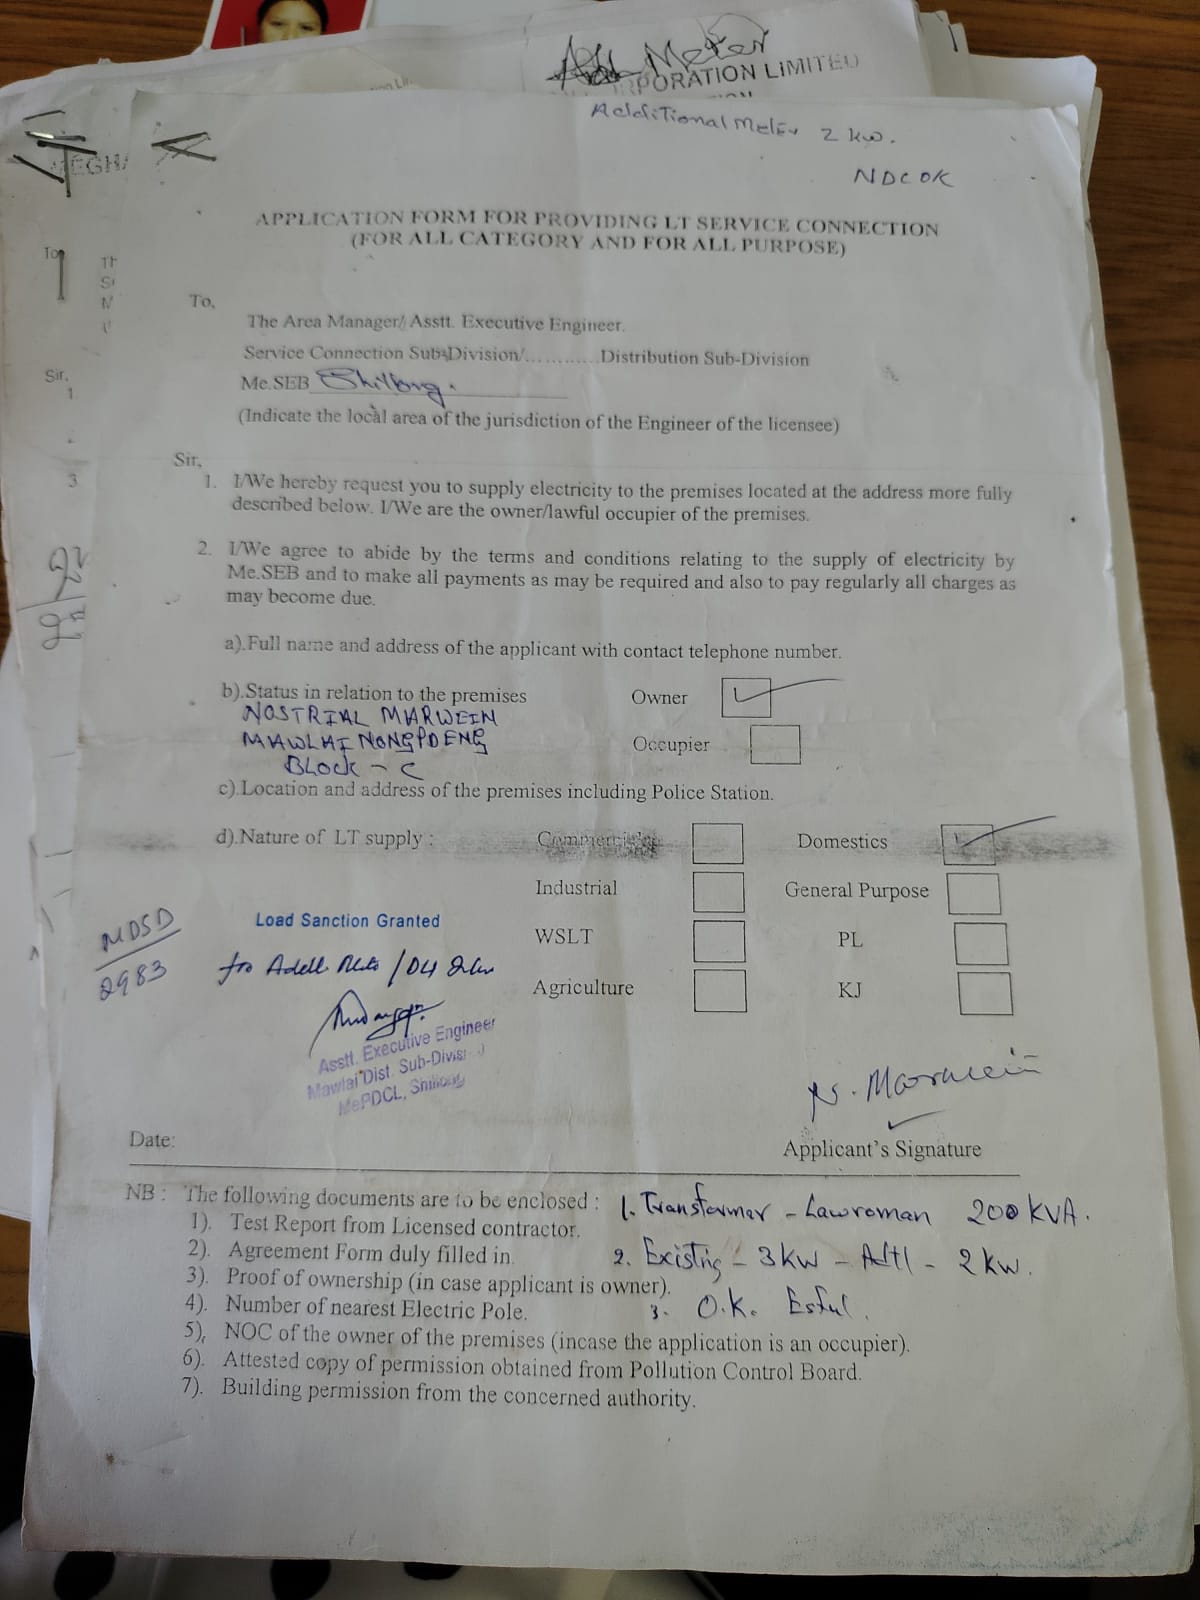 Meter
PORATION LIMITED
Additional Meter 2 kw.
NDC OK
MEGHA
APPLICATION FORM FOR PROVIDING LT SERVICE CONNECTION
(FOR ALL CATEGORY AND FOR ALL PURPOSE)
To,
The Area Manager/ Asstt. Executive Engineer.
Service Connection Sub-Division/............Distribution Sub-Division
Me.SEB Shillong.
(Indicate the local area of the jurisdiction of the Engineer of the licensee)
Sir,
1. I/We hereby request you to supply electricity to the premises located at the address more fully
described below. I/We are the owner/lawful occupier of the premises.
2. I/We agree to abide by the terms and conditions relating to the supply of electricity by
Me.SEB and to make all payments as may be required and also to pay regularly all charges as
may become due.
a).Full name and address of the applicant with contact telephone number.
b).Status in relation to the premises Owner
NOSTRIAL MARWEIN
MAWLAI NONGPDENG Occupier
BLOCK - C
c).Location and address of the premises including Police Station.
d).Nature of LT supply : Commercial Domestics
Industrial General Purpose
Load Sanction Granted
WSLT PL
MDSD
2983
Agriculture KJ
Asstt. Executive Engineer
Mawlai Dist. Sub-Division
MePDCL, Shillong
N. Marwein
Date: Applicant's Signature
NB : The following documents are to be enclosed : 1. Transformer - Lawroman 200 KVA.
1). Test Report from Licensed contractor.
2). Agreement Form duly filled in. 2. Existing - 3 KW - Adtl - 2 KW.
3). Proof of ownership (in case applicant is owner).
4). Number of nearest Electric Pole. 3. O.K.
5), NOC of the owner of the premises (incase the application is an occupier).
6). Attested copy of permission obtained from Pollution Control Board.
7). Building permission from the concerned authority.